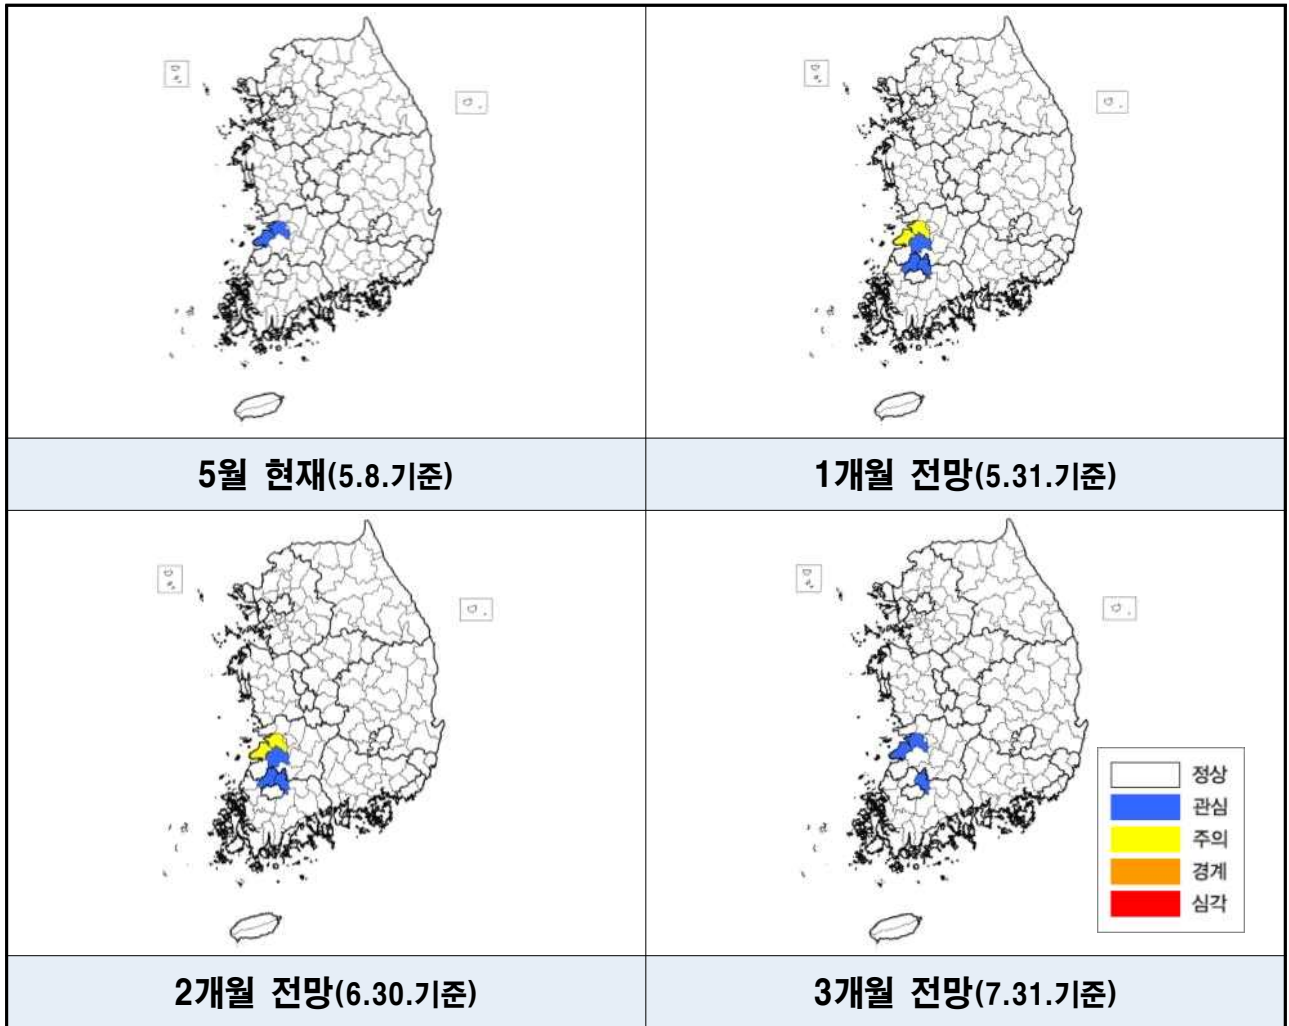 5월 현재(5.8.기준)
1개월 전망(5.31.기준)
정상
관심
주의
경계
심각
2개월 전망(6.30.기준)
3개월 전망(7.31.기준)